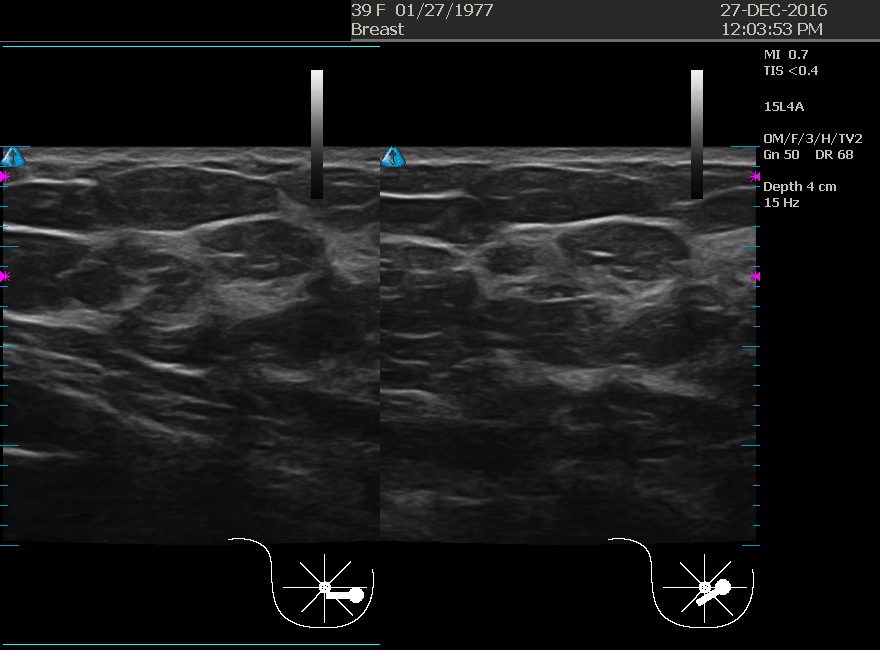 39 F 01/27/1977
27-DEC-2016
Breast
12:03:53 PM
MI 0.7
TIS <0.4
15L4A
OM/F/3/H/TV2
Gn 50 DR 68
Depth 4 cm
15 Hz